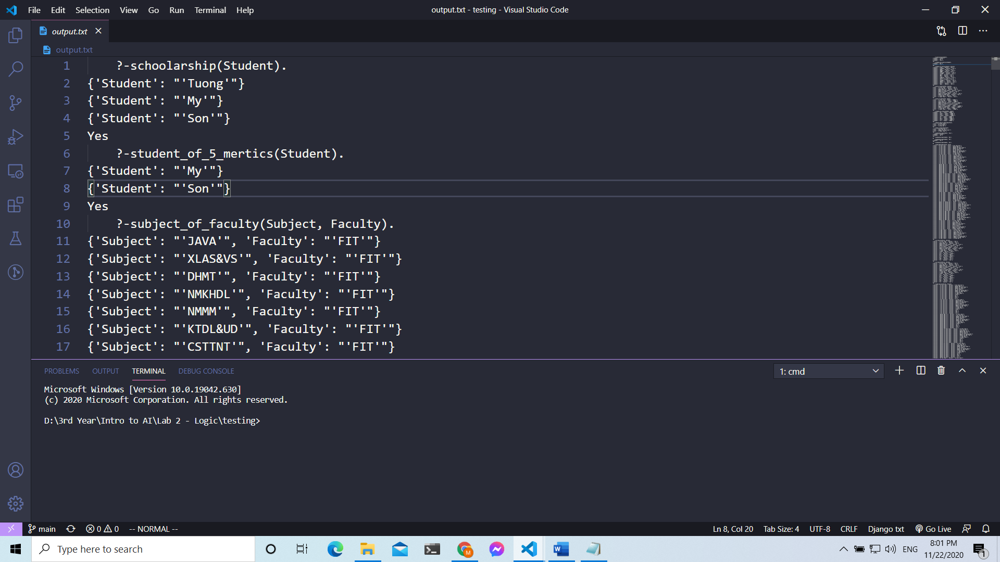 File Edit Selection View Go Run Terminal Help
output.txt - testing - Visual Studio Code
output.txt
output.txt
1 ?-schoolarship(Student).
2 {'Student': "'Tuong'"}
3 {'Student': "'My'"}
4 {'Student': "'Son'"}
5 Yes
6 ?-student_of_5_mertics(Student).
7 {'Student': "'My'"}
8 {'Student': "'Son'"}
9 Yes
10 ?-subject_of_faculty(Subject, Faculty).
11 {'Subject': "'JAVA'", 'Faculty': "'FIT'"}
12 {'Subject': "'XLAS&VS'", 'Faculty': "'FIT'"}
13 {'Subject': "'DHMT'", 'Faculty': "'FIT'"}
14 {'Subject': "'NMKHDL'", 'Faculty': "'FIT'"}
15 {'Subject': "'NMMM'", 'Faculty': "'FIT'"}
16 {'Subject': "'KTDL&UD'", 'Faculty': "'FIT'"}
17 {'Subject': "'CSTTNT'", 'Faculty': "'FIT'"}
PROBLEMS OUTPUT TERMINAL DEBUG CONSOLE
1: cmd
Microsoft Windows [Version 10.0.19042.630]
(c) 2020 Microsoft Corporation. All rights reserved.
D:\3rd Year\Intro to AI\Lab 2 - Logic\testing>
main 0 0 -- NORMAL --
Ln 8, Col 20 Tab Size: 4 UTF-8 CRLF Django txt Go Live
Type here to search
M
W
ENG
8:01 PM
11/22/2020
1